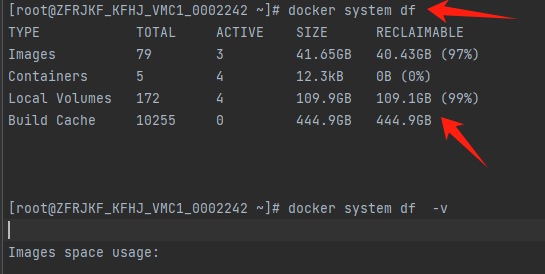 [root@ZFRJKF_KFHJ_VMC1_0002242 ~]# docker system df
TYPE TOTAL ACTIVE SIZE RECLAIMABLE
Images 79 3 41.65GB 40.43GB (97%)
Containers 5 4 12.3kB 0B (0%)
Local Volumes 172 4 109.9GB 109.1GB (99%)
Build Cache 10255 0 444.9GB 444.9GB
[root@ZFRJKF_KFHJ_VMC1_0002242 ~]# docker system df  -v
Images space usage: